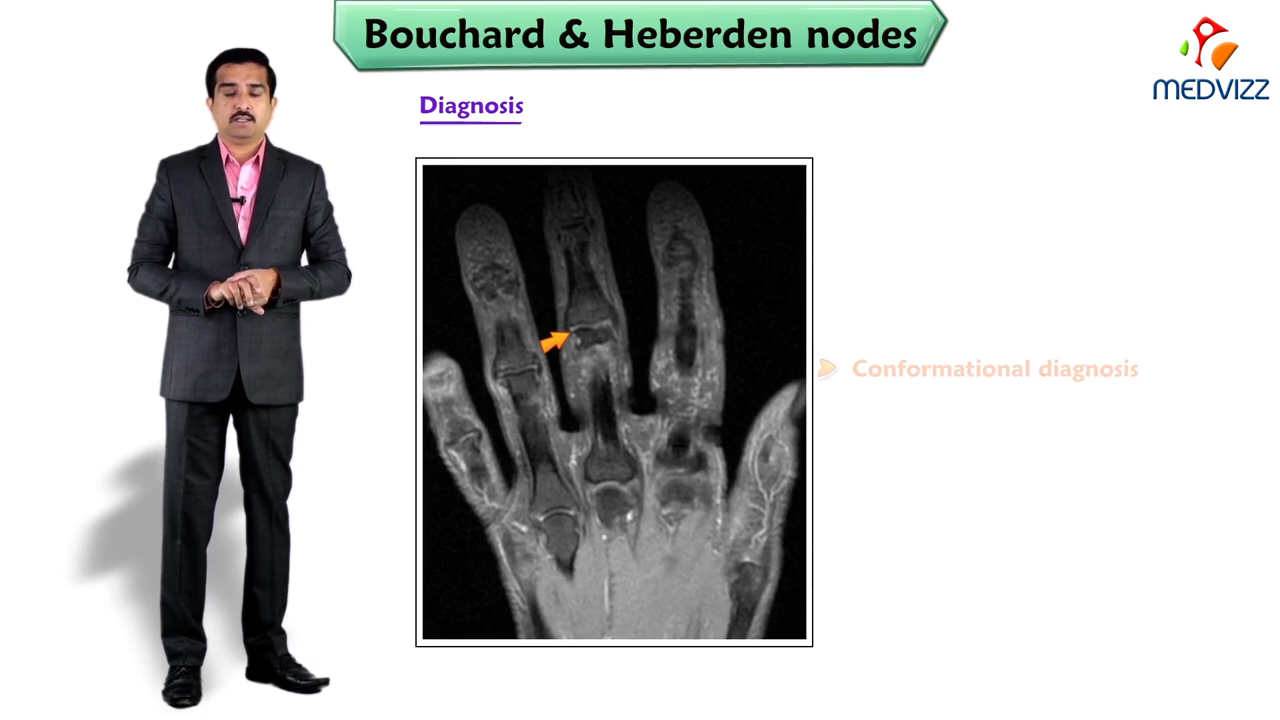 Bouchard & Heberden nodes
MEDVIZZ
Diagnosis
Conformational diagnosis